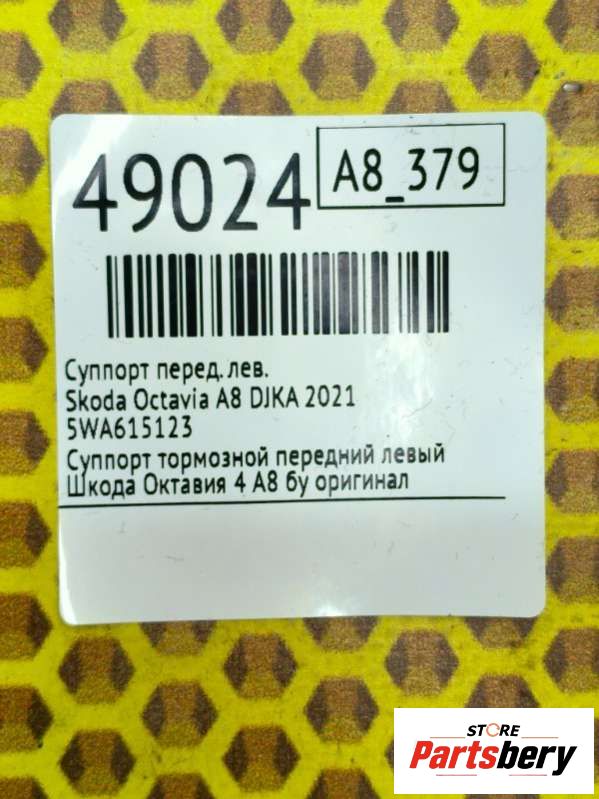 49024
A8_379
Суппорт перед. лев.
Skoda Octavia A8 DJKA 2021
5WA615123
Суппорт тормозной передний левый
Шкода Октавия 4 А8 бу оригинал
STORE
Partsbery